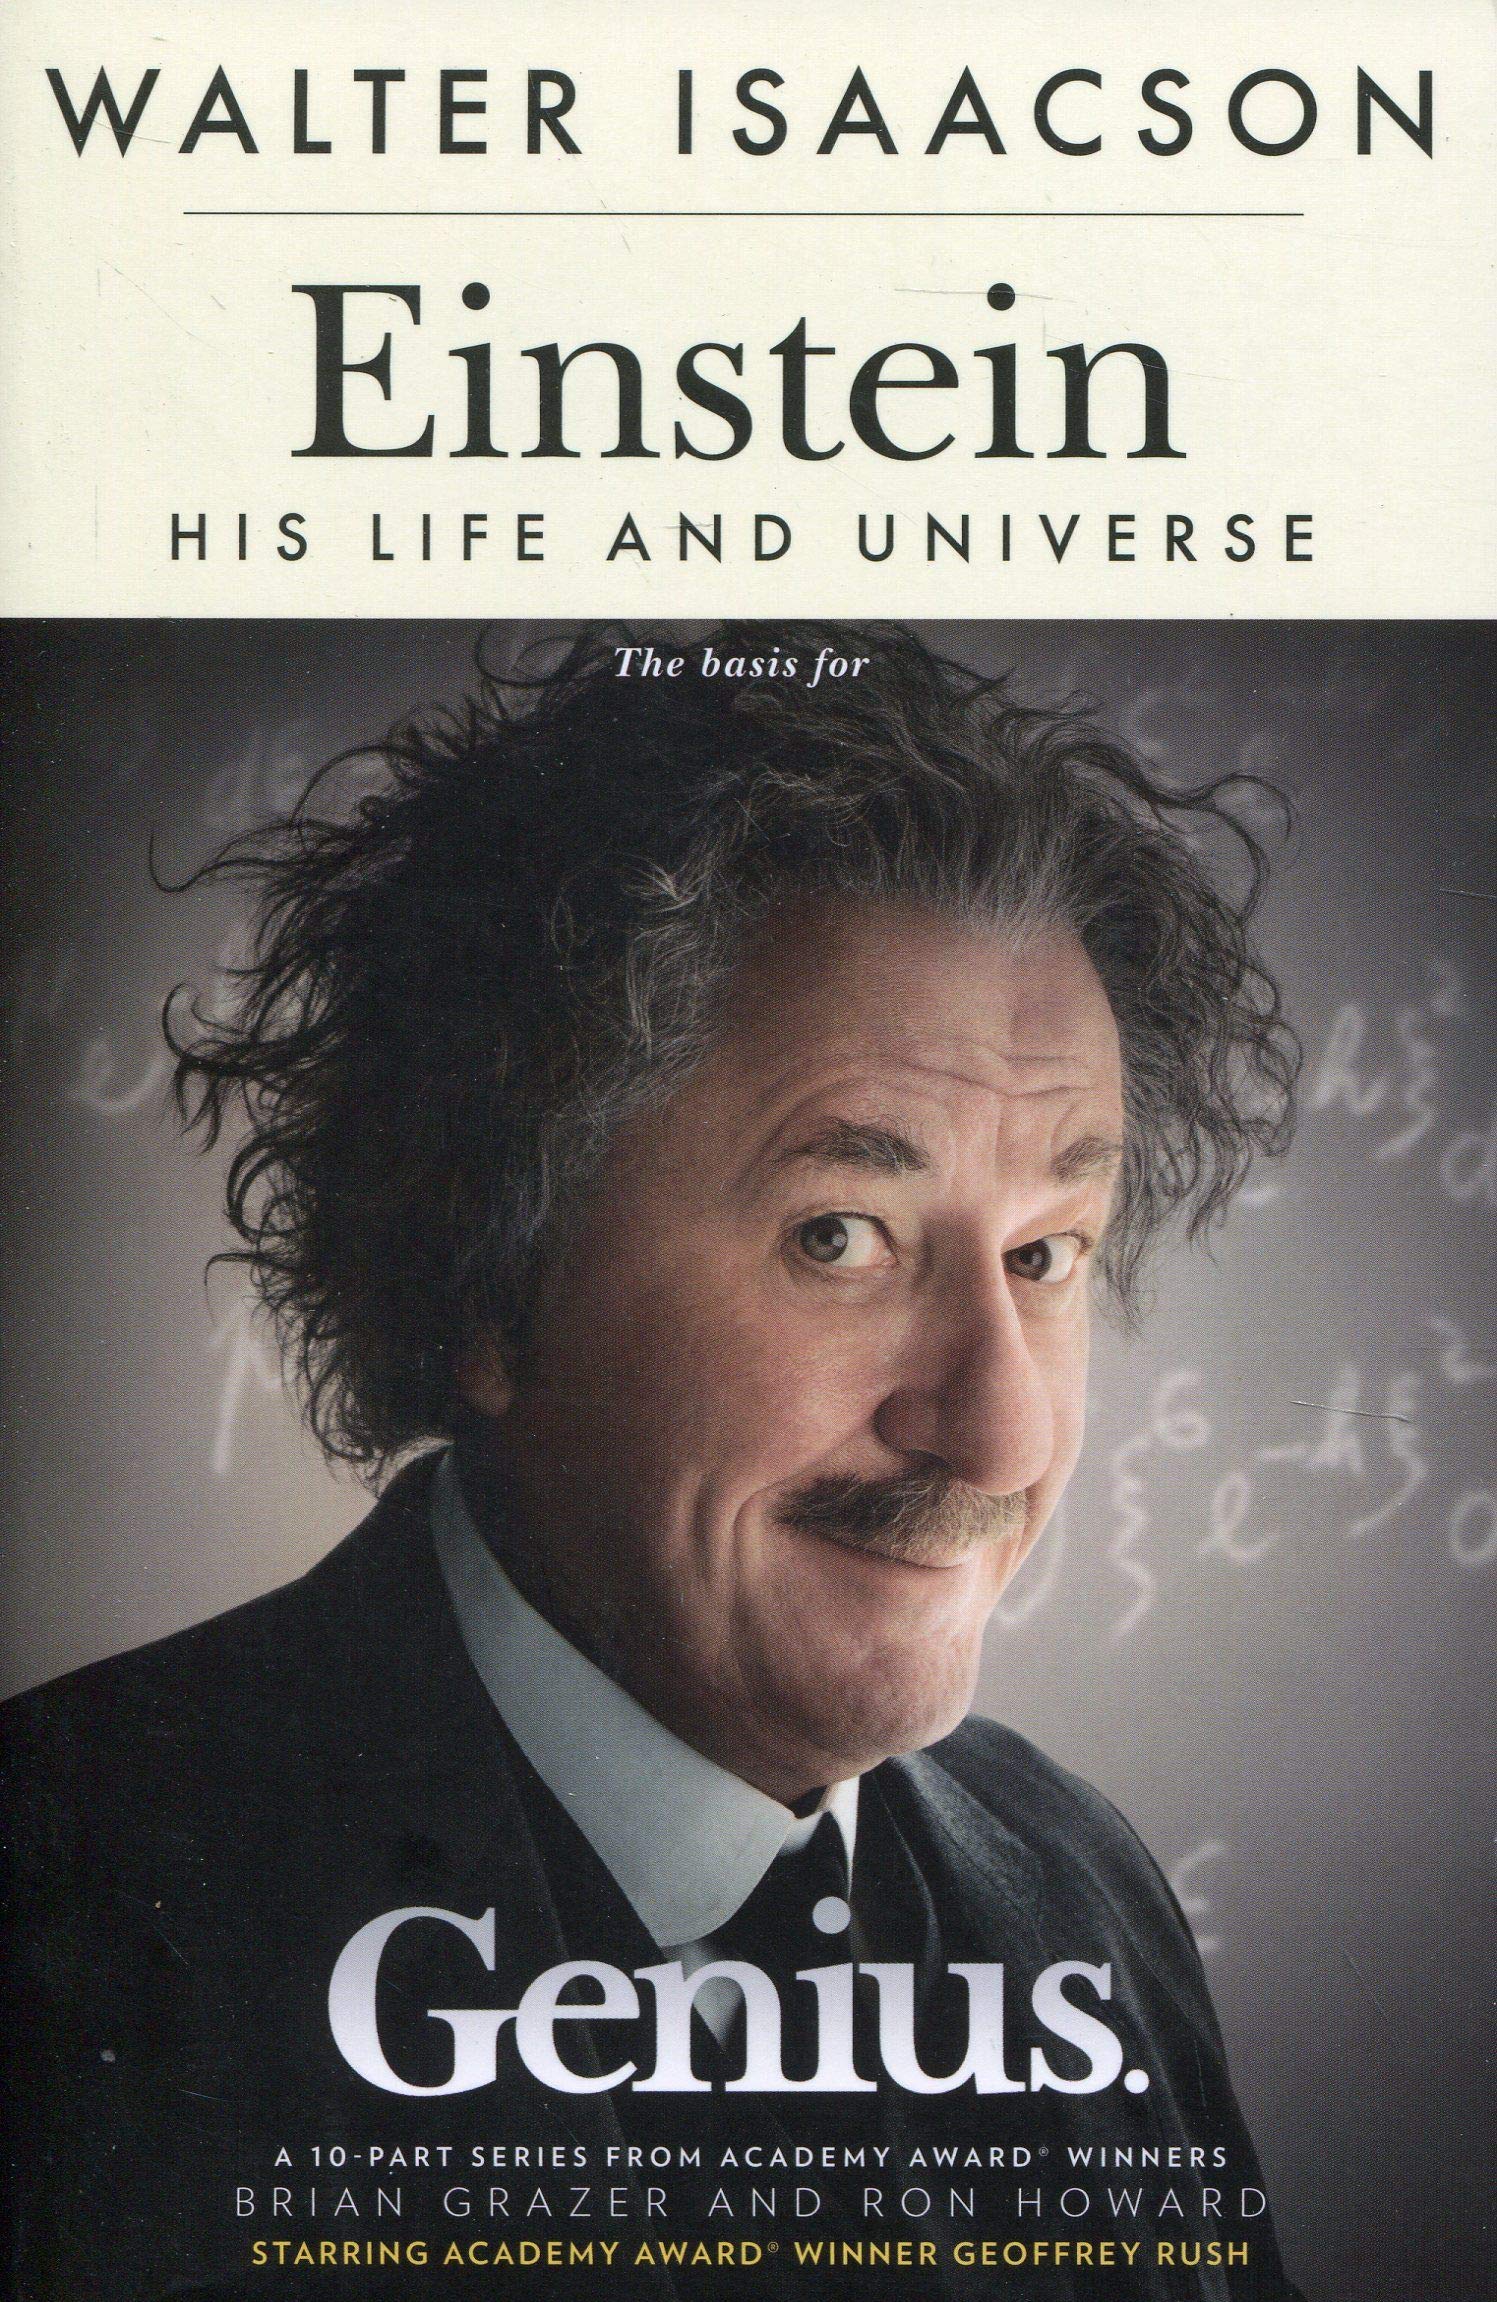 WALTER ISAACSON
Einstein
HIS LIFE AND UNIVERSE
The basis for
Genius.
A 10-PART SERIES FROM ACADEMY AWARD® WINNERS
BRIAN GRAZER AND RON HOWARD
STARRING ACADEMY AWARD® WINNER GEOFFREY RUSH